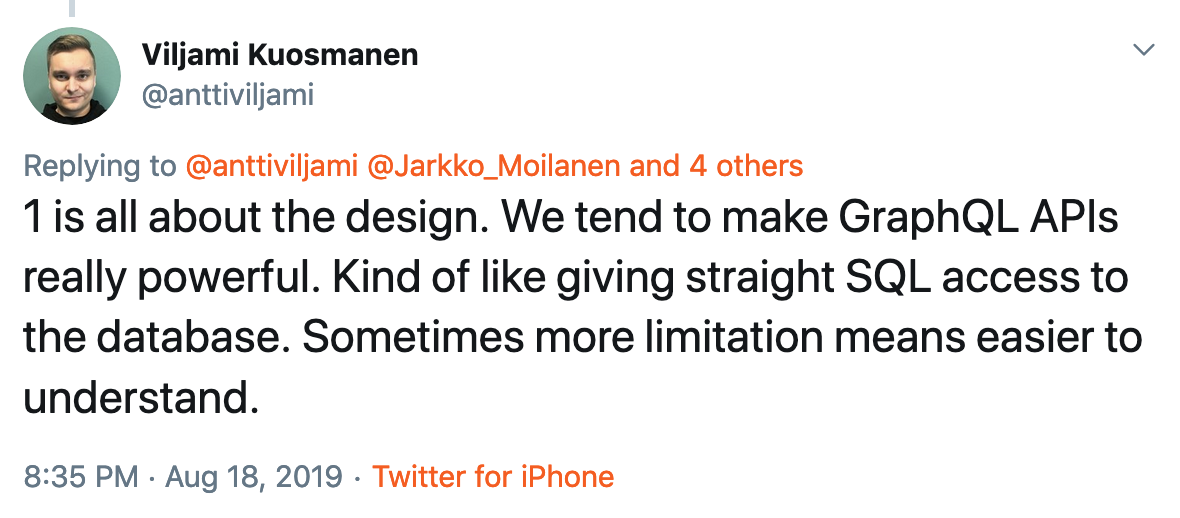 Viljami Kuosmanen
@anttiviljami
Replying to @anttiviljami @Jarkko_Moilanen and 4 others
1 is all about the design. We tend to make GraphQL APIs
really powerful. Kind of like giving straight SQL access to
the database. Sometimes more limitation means easier to
understand.
8:35 PM · Aug 18, 2019 · Twitter for iPhone